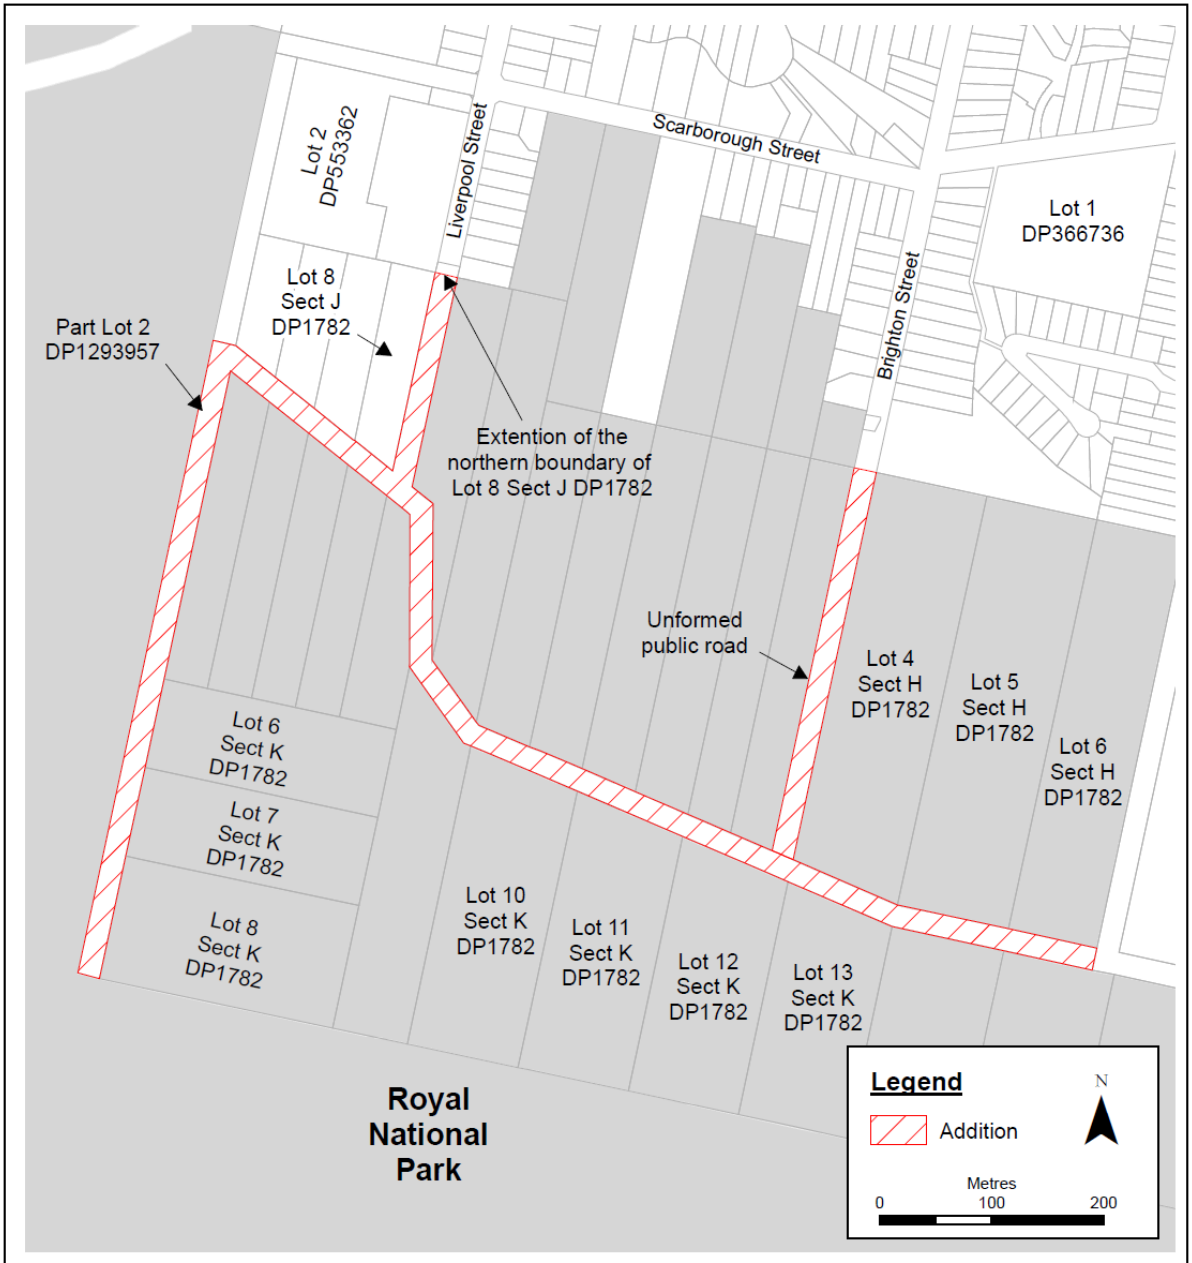 Scarborough Street
Lot 2
DP553362
Liverpool Street
Lot 1
DP366736
Lot 8
Sect J
DP1782
Brighton Street
Part Lot 2
DP1293957
Extention of the
northern boundary of
Lot 8 Sect J DP1782
Unformed
public road
Lot 4
Sect H
DP1782
Lot 5
Sect H
DP1782
Lot 6
Sect H
DP1782
Lot 6
Sect K
DP1782
Lot 7
Sect K
DP1782
Lot 8
Sect K
DP1782
Lot 10
Sect K
DP1782
Lot 11
Sect K
DP1782
Lot 12
Sect K
DP1782
Lot 13
Sect K
DP1782
Royal
National
Park
Legend
N
Addition
Metres
0 100 200